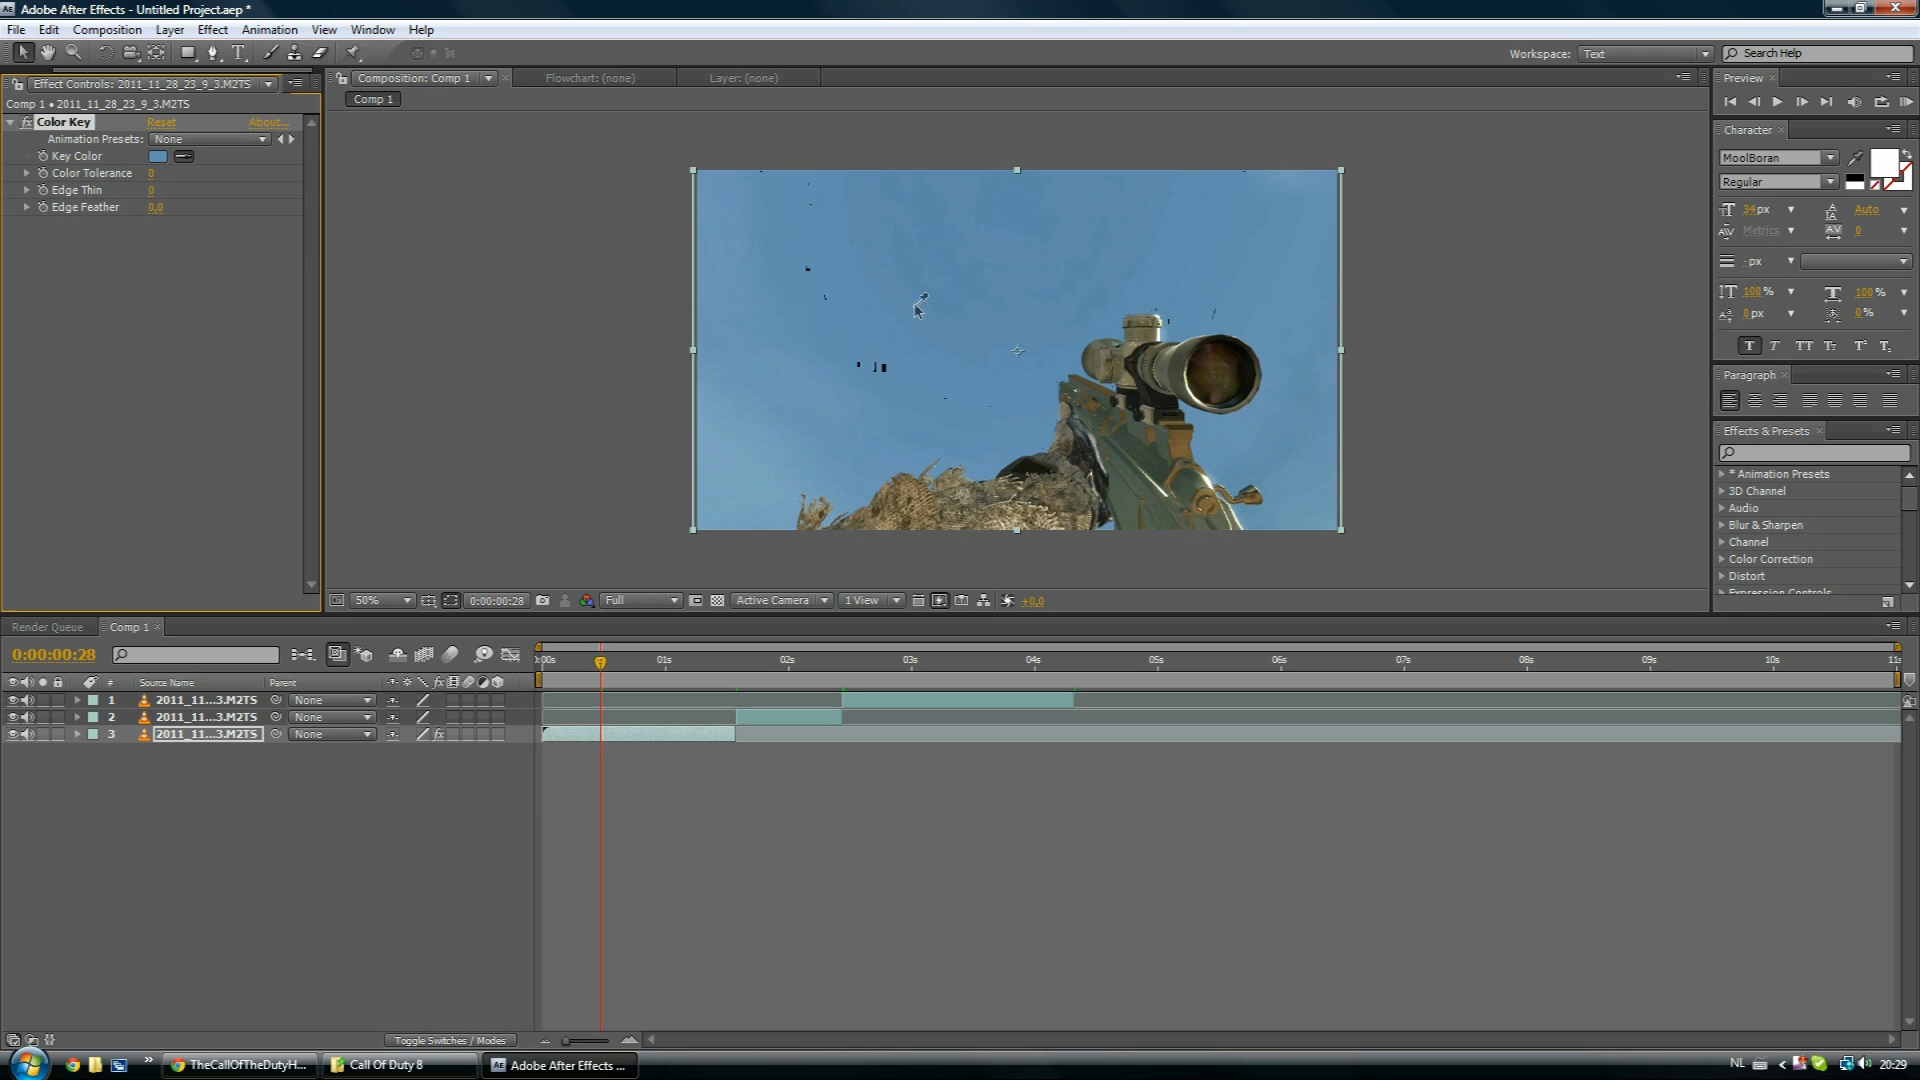 AE Adobe After Effects - Untitled Project.aep *
File Edit Composition Layer Effect Animation View Window Help
Workspace: Text Search Help
Effect Controls: 2011_11_28_23_9_3.M2TS
Composition: Comp 1 Flowchart: (none) Layer: (none)
Preview
Comp 1 • 2011_11_28_23_9_3.M2TS
Comp 1
Color Key Reset About...
Animation Presets: None
Key Color
Color Tolerance 0
Edge Thin 0
Edge Feather 0,0
Character
MoolBoran
Regular
34 px Auto
Metrics 0
- px
100 % 100 %
0 px 0 %
T T TT Tr T¹ T,
Paragraph
Effects & Presets
* Animation Presets
3D Channel
Audio
Blur & Sharpen
Channel
Color Correction
Distort
Expression Controls
50% 0:00:00:28 Full Active Camera 1 View +0,0
Render Queue Comp 1
0:00:00:28
:00s 01s 02s 03s 04s 05s 06s 07s 08s 09s 10s 11s
# Source Name Parent
1 2011_11...3.M2TS None
2 2011_11...3.M2TS None
3 2011_11...3.M2TS None
Toggle Switches / Modes
TheCallOfTheDutyH... Call Of Duty 8 AE Adobe After Effects ... NL 20:29